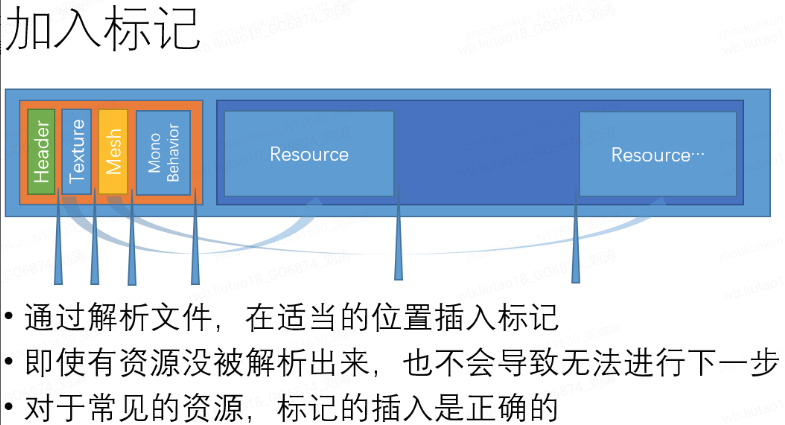 加入标记
Header
Texture
Mesh
Mono
Behavior
Resource
Resource…
• 通过解析文件，在适当的位置插入标记
• 即使有资源没被解析出来，也不会导致无法进行下一步
• 对于常见的资源，标记的插入是正确的